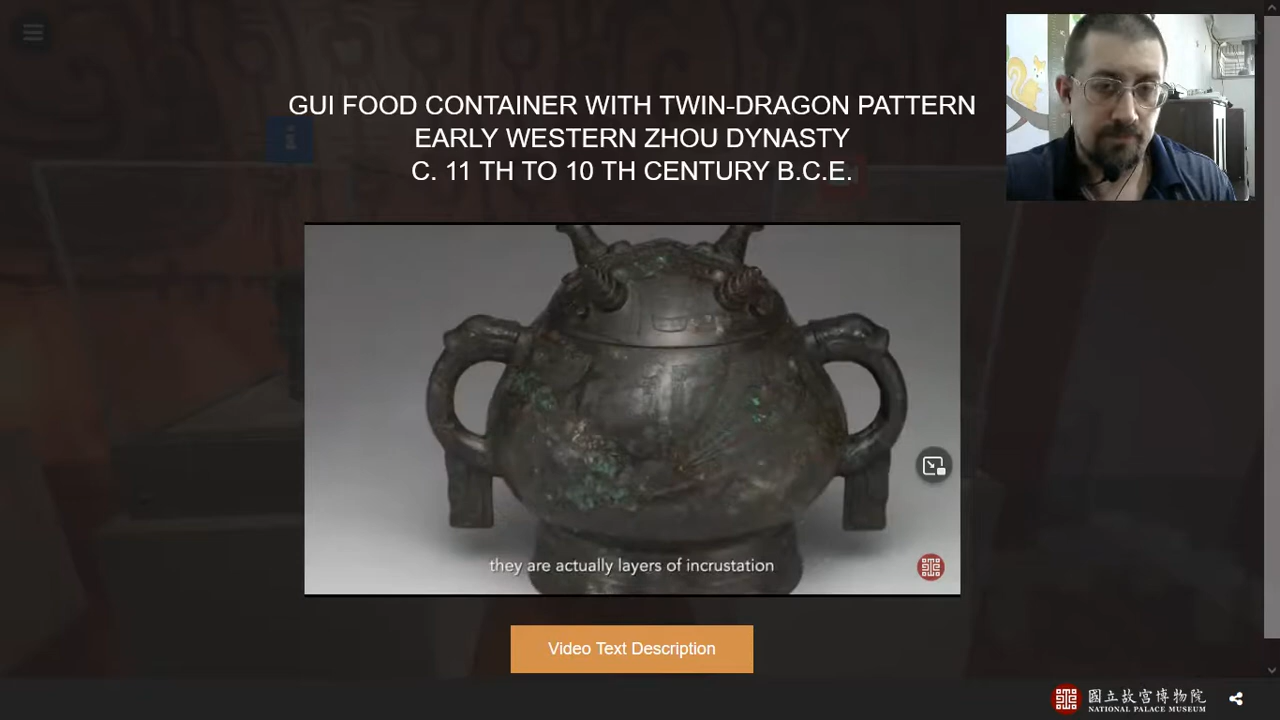 GUI FOOD CONTAINER WITH TWIN-DRAGON PATTERN
EARLY WESTERN ZHOU DYNASTY
C. 11 TH TO 10 TH CENTURY B.C.E.
they are actually layers of incrustation
Video Text Description
國立故宮博物院
NATIONAL PALACE MUSEUM